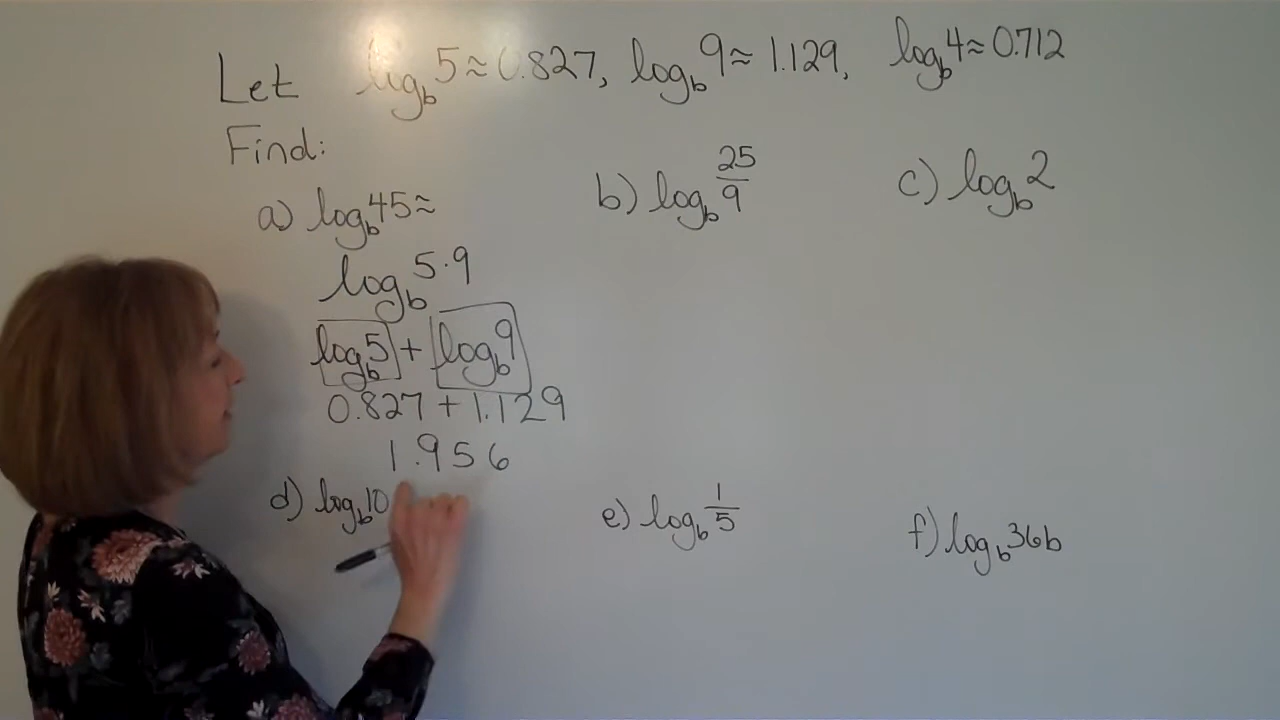 Let log_b 5 ≈ 0.827, log_b 9 ≈ 1.129, log_b 4 ≈ 0.712
Find:
a) log_b 45 ≈
log_b 5·9
log_b 5 + log_b 9
0.827 + 1.129
1.956
b) log_b 25/9
c) log_b 2
d) log_b 10
e) log_b 1/5
f) log_b 36b